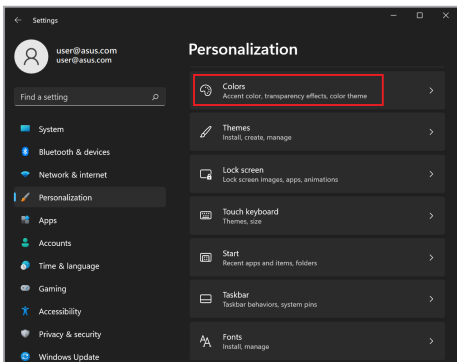 Settings
user@asus.com
user@asus.com
Find a setting
System
Bluetooth & devices
Network & internet
Personalization
Apps
Accounts
Time & language
Gaming
Accessibility
Privacy & security
Windows Update
Personalization
Colors
Accent color, transparency effects, color theme
Themes
Install, create, manage
Lock screen
Lock screen images, apps, animations
Touch keyboard
Themes, size
Start
Recent apps and items, folders
Taskbar
Taskbar behaviors, system pins
Fonts
Install, manage